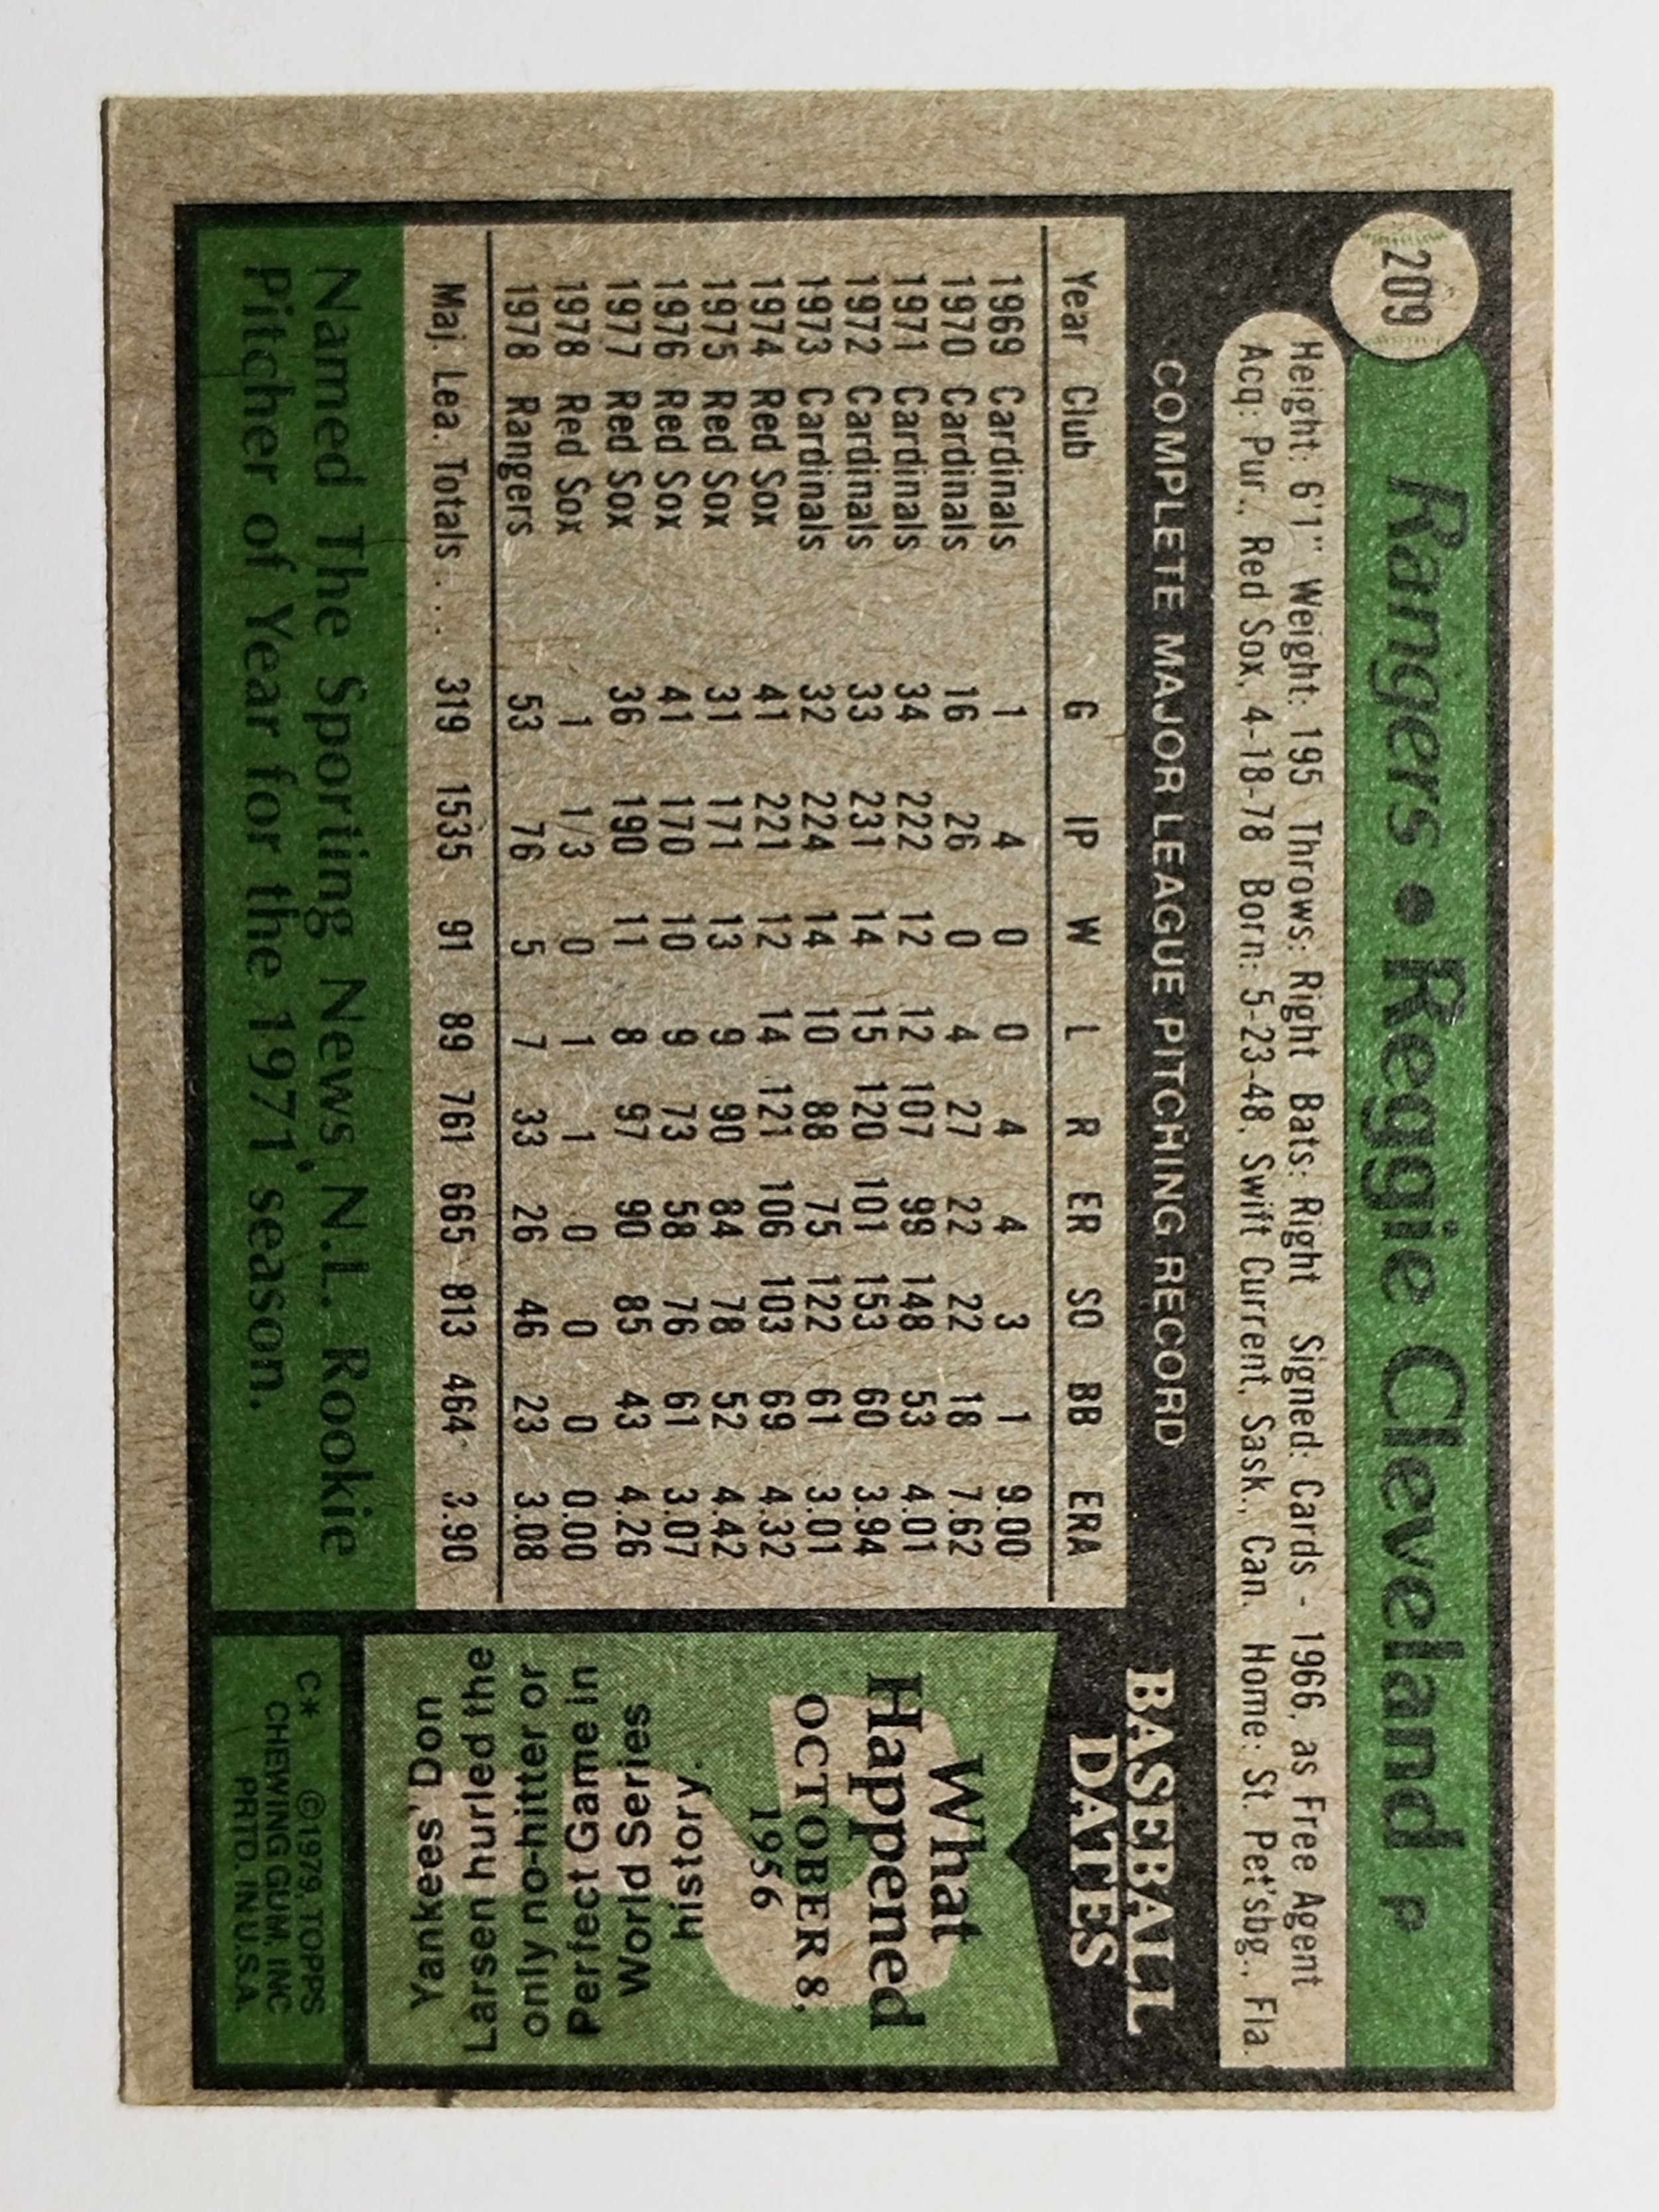 209
Rangers • Reggie Cleveland P
Height: 6'1" Weight: 195 Throws: Right Bats: Right Signed: Cards - 1966, as Free Agent
Acq: Pur., Red Sox, 4-18-78 Born: 5-23-48, Swift Current, Sask., Can. Home: St. Pet'sbg., Fla.
COMPLETE MAJOR LEAGUE PITCHING RECORD
Year Club G IP W L R ER SO BB ERA
1969 Cardinals 1 4 0 0 4 4 3 1 9.00
1970 Cardinals 16 26 0 4 27 22 22 18 7.62
1971 Cardinals 34 222 12 12 107 99 148 53 4.01
1972 Cardinals 33 231 14 15 120 101 153 60 3.94
1973 Cardinals 32 224 14 10 88 75 122 61 3.01
1974 Red Sox 41 221 12 14 121 106 103 69 4.32
1975 Red Sox 31 171 13 9 90 84 78 52 4.42
1976 Red Sox 41 170 10 9 73 58 76 61 3.07
1977 Red Sox 36 190 11 8 97 90 85 43 4.26
1978 Red Sox 1 1/3 0 1 1 0 0 0 0.00
1978 Rangers 53 76 5 7 33 26 46 23 3.08
Maj. Lea. Totals . . . 319 1535 91 89 761 665 813 464 3.90
Named The Sporting News' N.L. Rookie
Pitcher of Year for the 1971 season.
BASEBALL
DATES
What
Happened
OCTOBER 8,
1956
Yankees' Don
Larsen hurled the
only no-hitter or
Perfect Game in
World Series
history.
C* ©1979, TOPPS
CHEWING GUM, INC
PRTD. IN U.S.A.